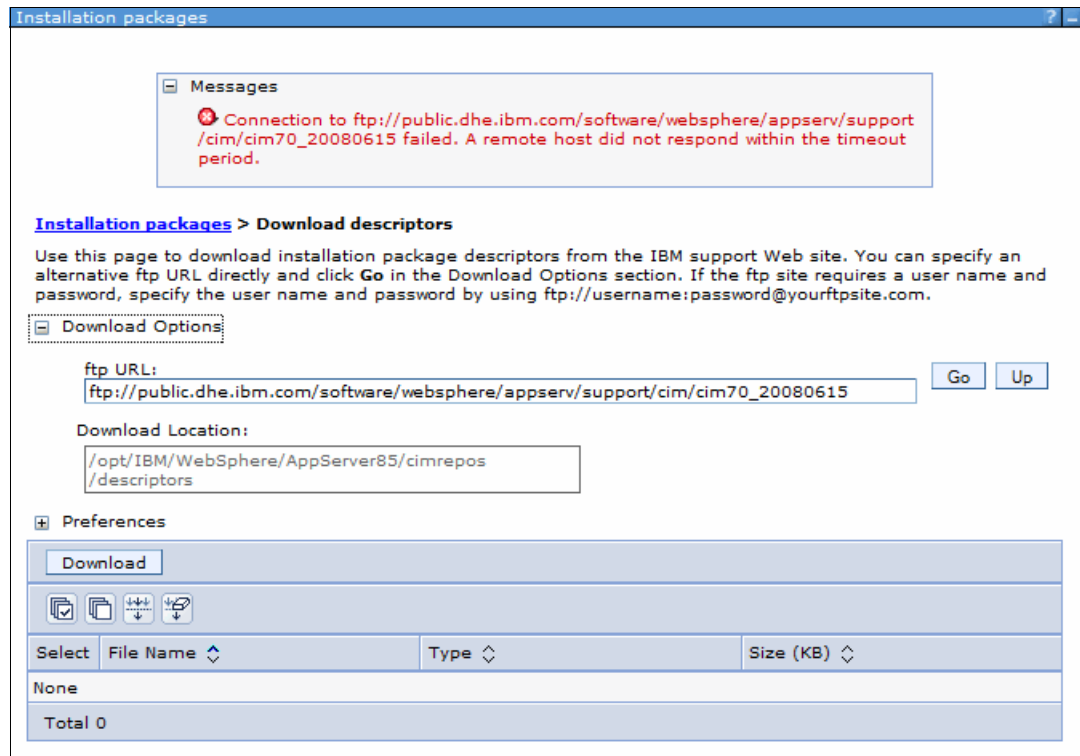 Installation packages
Messages
Connection to ftp://public.dhe.ibm.com/software/websphere/appserv/support
/cim/cim70_20080615 failed. A remote host did not respond within the timeout
period.
Installation packages > Download descriptors
Use this page to download installation package descriptors from the IBM support Web site. You can specify an
alternative ftp URL directly and click Go in the Download Options section. If the ftp site requires a user name and
password, specify the user name and password by using ftp://username:password@yourftpsite.com.
Download Options
ftp URL:
ftp://public.dhe.ibm.com/software/websphere/appserv/support/cim/cim70_20080615
Go Up
Download Location:
/opt/IBM/WebSphere/AppServer85/cimrepos
/descriptors
Preferences
Download
Select File Name Type Size (KB)
None
Total 0